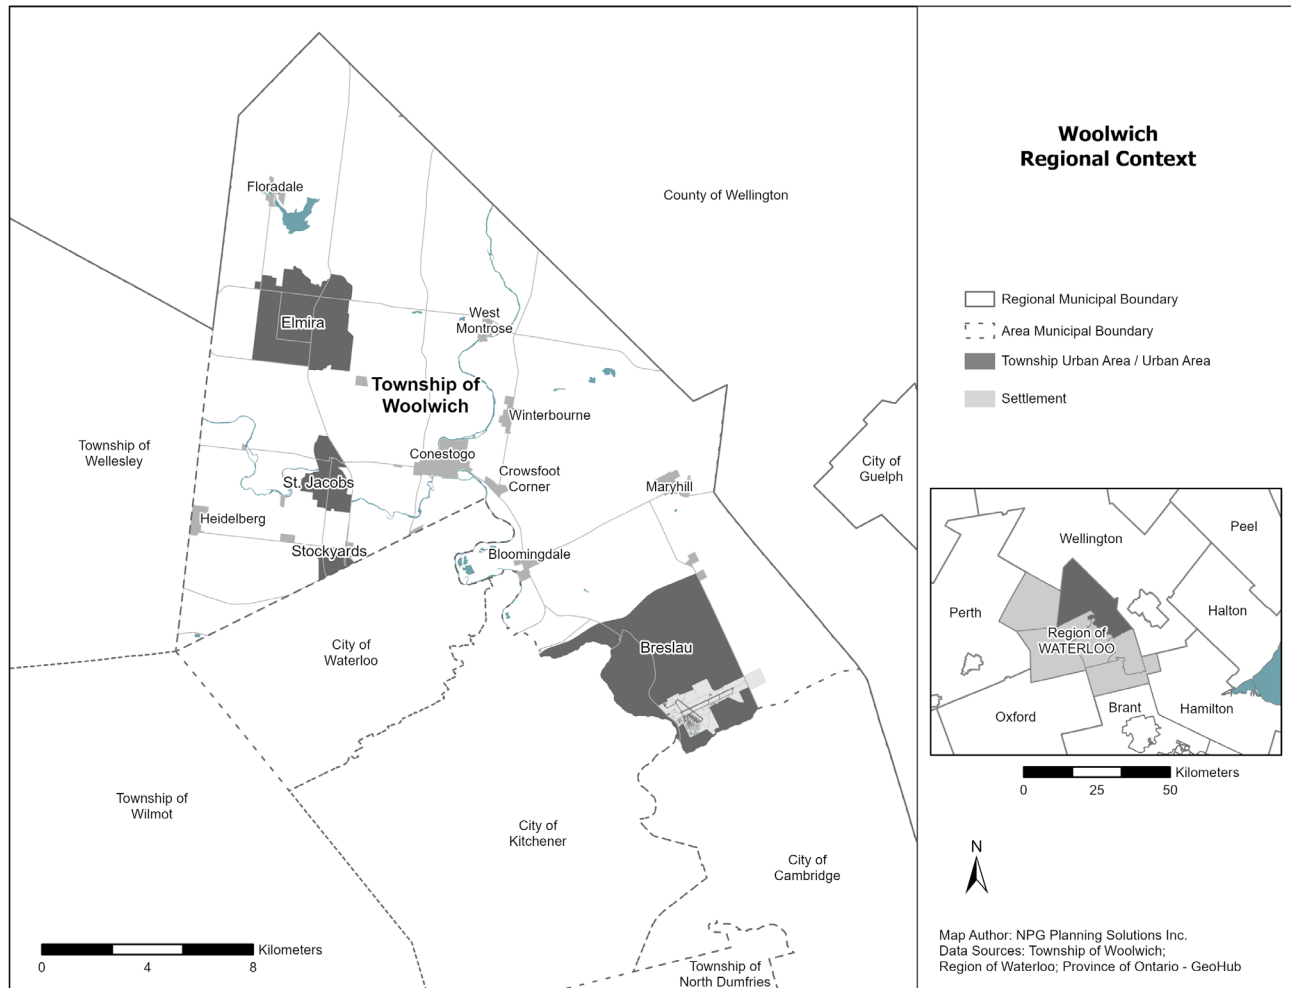 Woolwich
Regional Context
County of Wellington
Floradale
Elmira
West
Montrose
Township of
Woolwich
Winterbourne
Township of
Wellesley
Conestogo
Crowsfoot
Corner
St. Jacobs
Maryhill
City of
Guelph
Heidelberg
Stockyards
Bloomingdale
City of
Waterloo
Breslau
Township of
Wilmot
City of
Kitchener
City of
Cambridge
Township of
North Dumfries
Kilometers
0
4
8
Regional Municipal Boundary
Area Municipal Boundary
Township Urban Area / Urban Area
Settlement
Wellington
Peel
Perth
Halton
Region of
WATERLOO
Oxford
Brant
Hamilton
Kilometers
0
25
50
N
Map Author: NPG Planning Solutions Inc.
Data Sources: Township of Woolwich;
Region of Waterloo; Province of Ontario - GeoHub